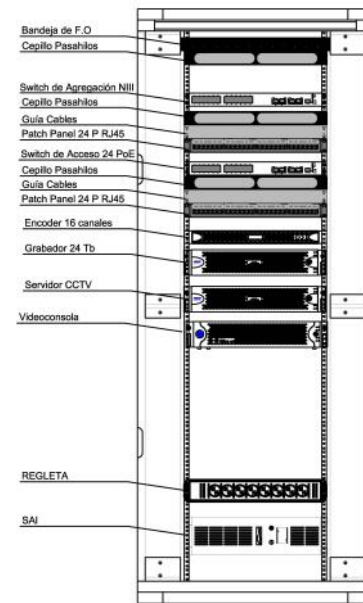 Bandeja de F.O
Cepillo Pasahilos
Switch de Agregación NIII
Cepillo Pasahilos
Guía Cables
Patch Panel 24 P RJ45
Switch de Acceso 24 PoE
Cepillo Pasahilos
Guía Cables
Patch Panel 24 P RJ45
Encoder 16 canales
Grabador 24 Tb
Servidor CCTV
Videoconsola
REGLETA
SAI